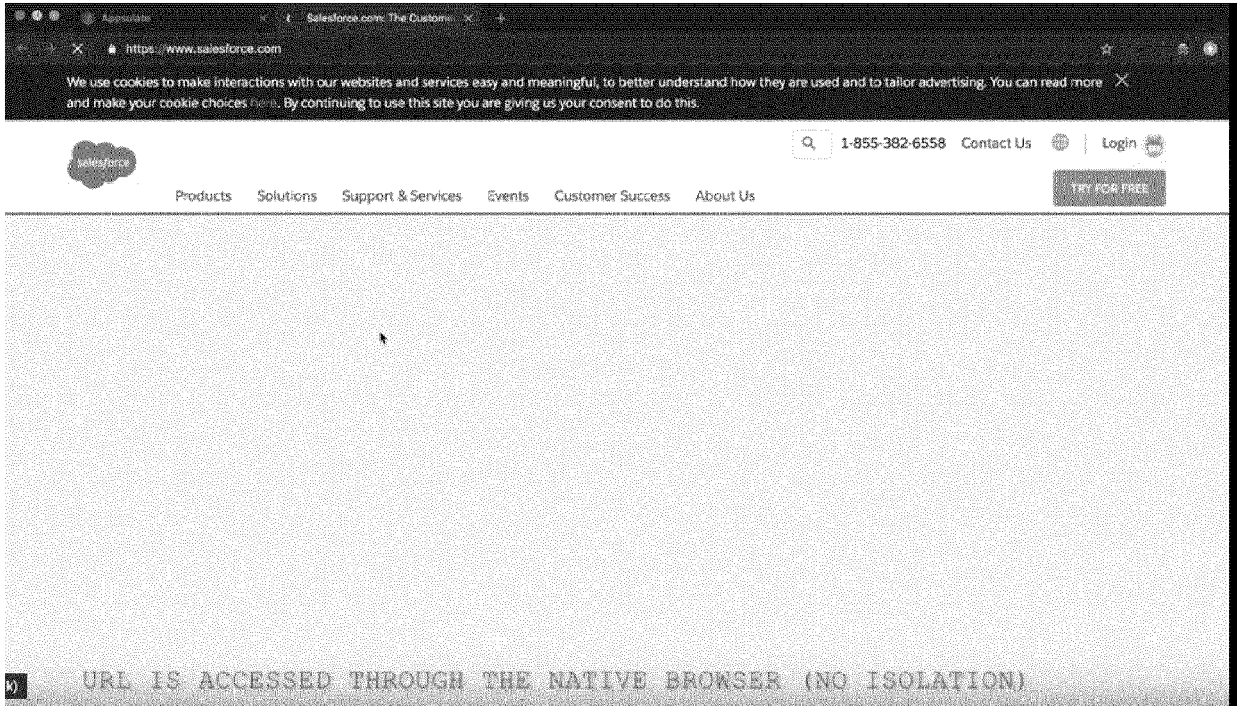 Appsulate
Salesforce.com: The Custome
https://www.salesforce.com
We use cookies to make interactions with our websites and services easy and meaningful, to better understand how they are used and to tailor advertising. You can read more
and make your cookie choices here. By continuing to use this site you are giving us your consent to do this.
salesforce
1-855-382-6558 Contact Us Login
Products Solutions Support & Services Events Customer Success About Us
TRY FOR FREE
k)
URL IS ACCESSED THROUGH THE NATIVE BROWSER (NO ISOLATION)